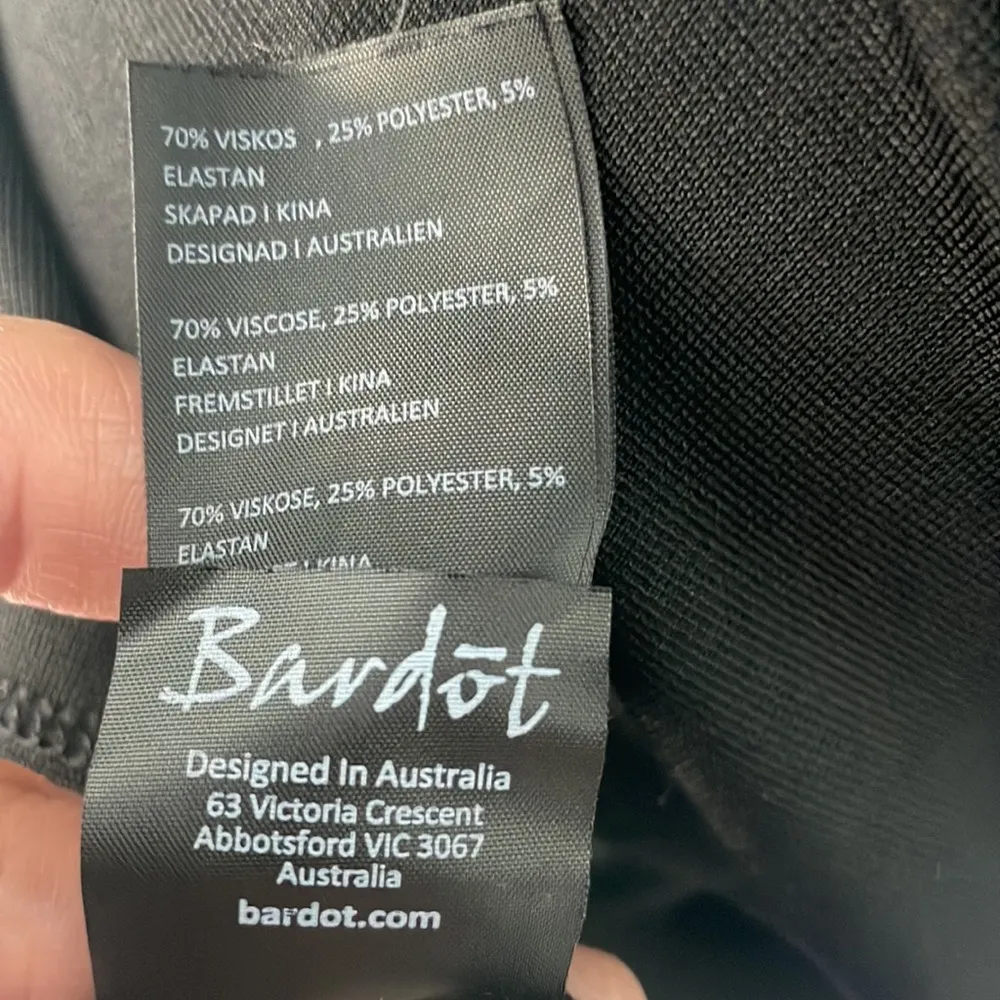 70% VISKOS , 25% POLYESTER, 5%
ELASTAN
SKAPAD I KINA
DESIGNAD I AUSTRALIEN
70% VISCOSE, 25% POLYESTER, 5%
ELASTAN
FREMSTILLET I KINA
DESIGNET I AUSTRALIEN
70% VISKOSE, 25% POLYESTER, 5%
ELASTAN
I KINA
Bardōt
Designed In Australia
63 Victoria Crescent
Abbotsford VIC 3067
Australia
bardot.com